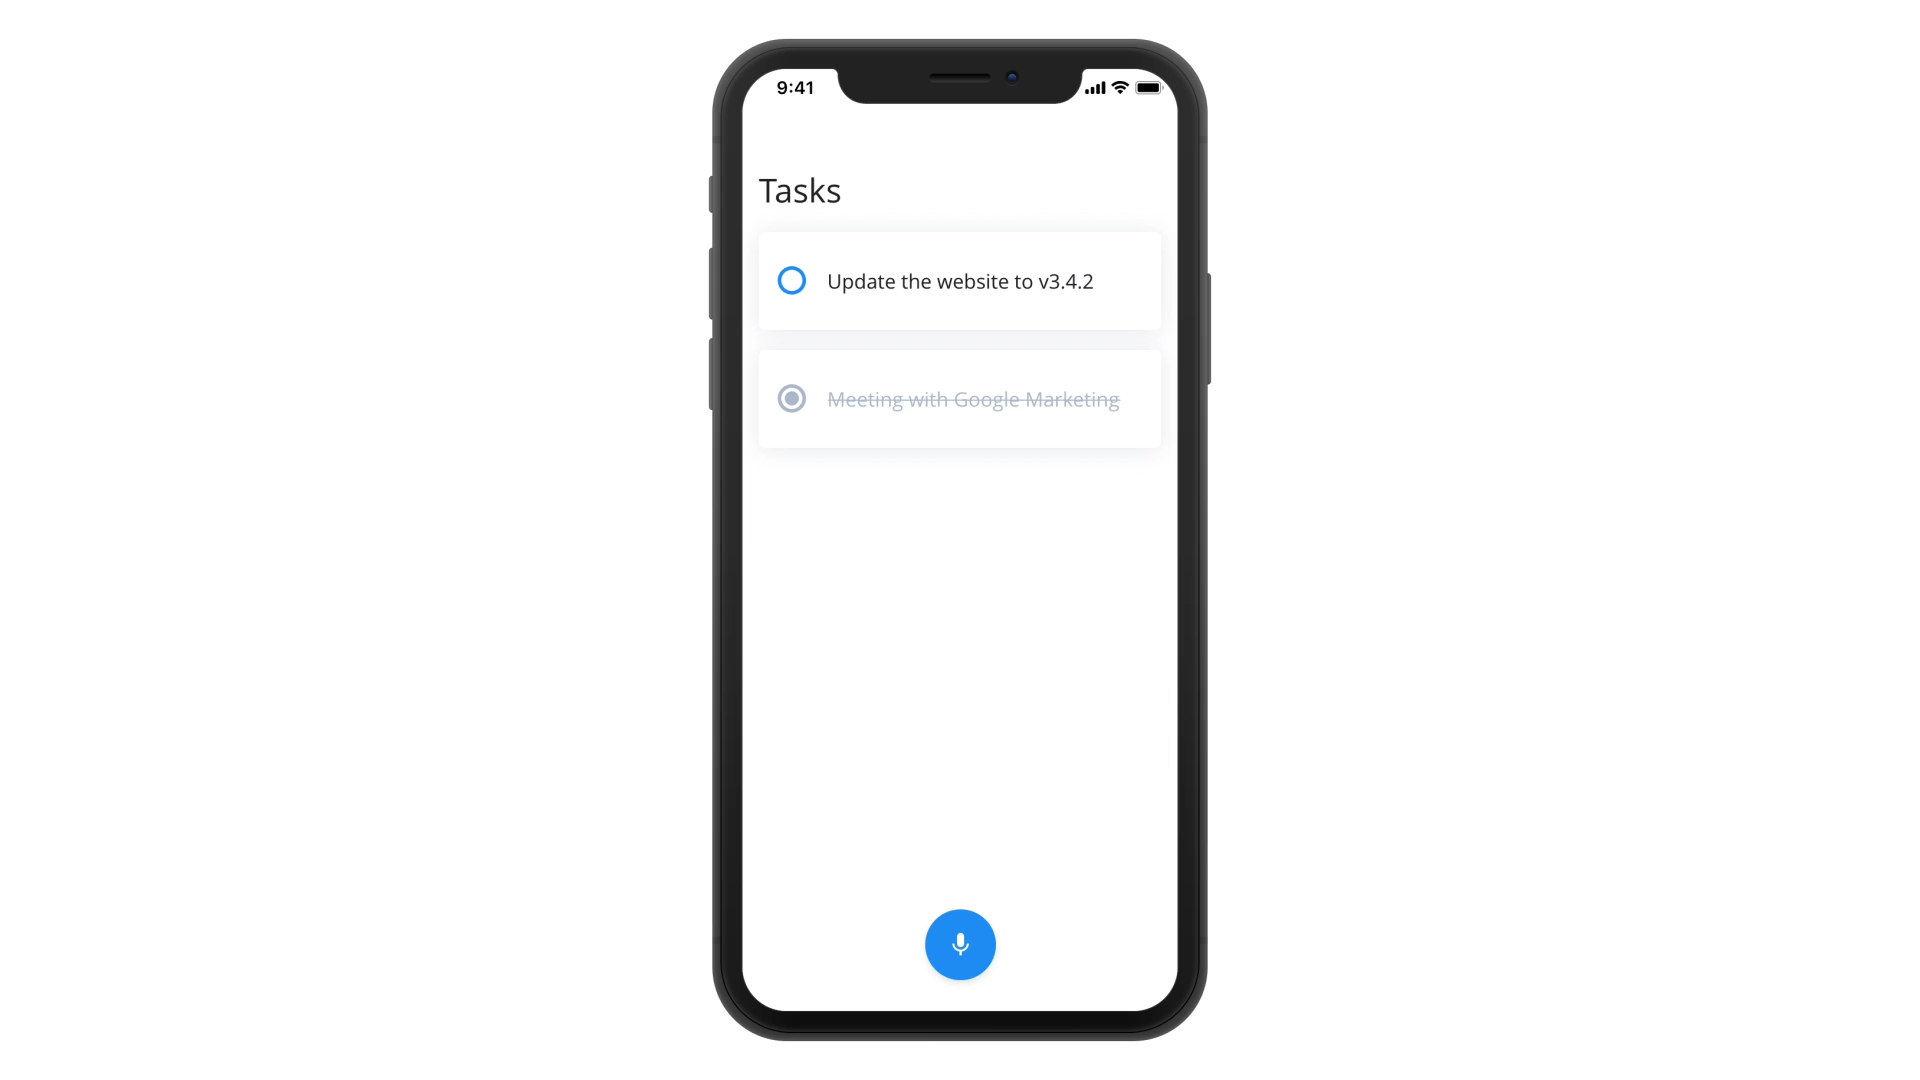 9:41
Tasks
Update the website to v3.4.2
Meeting with Google Marketing